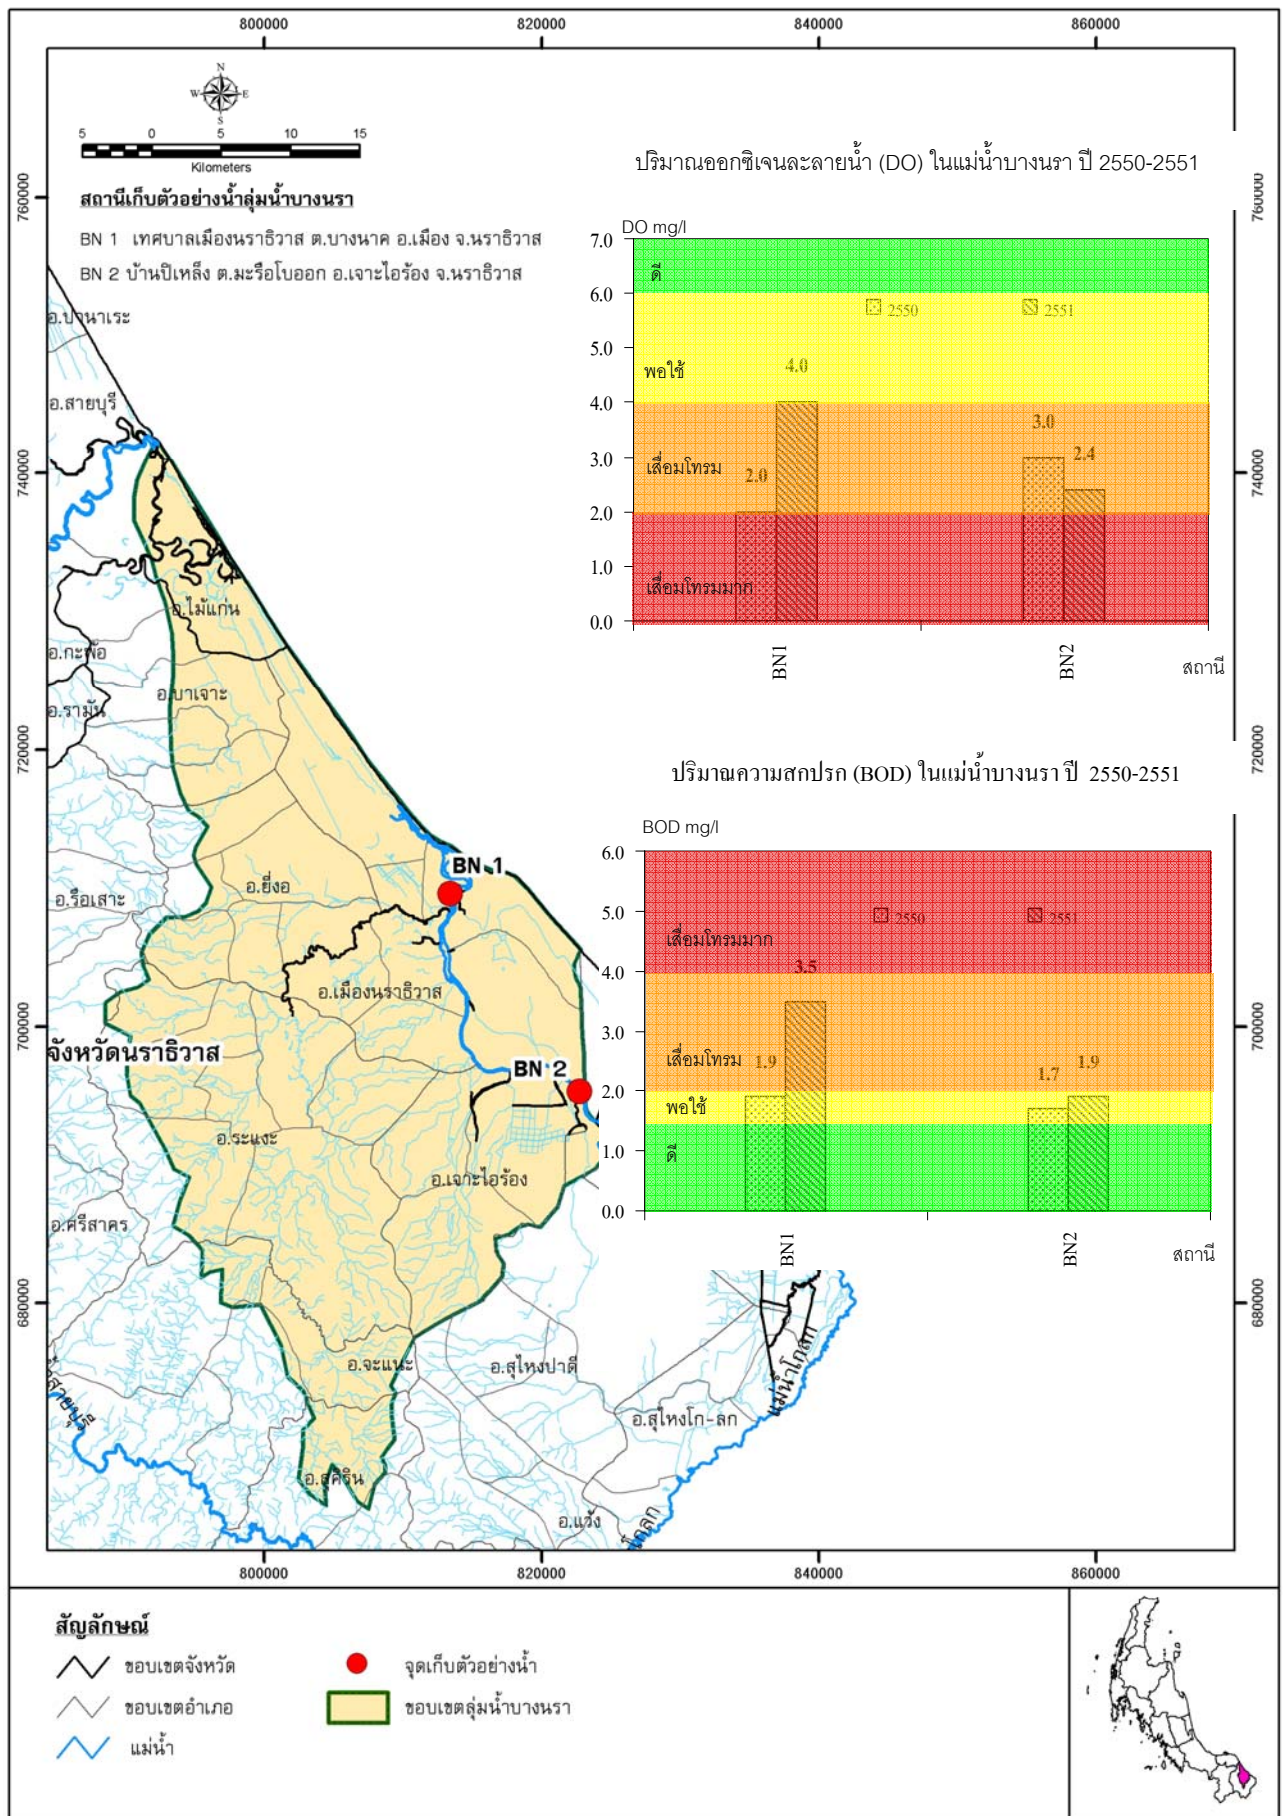 800000
820000
840000
860000
N
W E
S
5 0 5 10 15
Kilometers
สถานีเก็บตัวอย่างน้ำลุ่มน้ำบางนรา
BN 1 เทศบาลเมืองนราธิวาส ต.บางนาค อ.เมือง จ.นราธิวาส
BN 2 บ้านปิเหล็ง ต.มะรือโบออก อ.เจาะไอร้อง จ.นราธิวาส
760000
740000
720000
700000
680000
อ.ปานาเระ
อ.สายบุรี
อ.ไม้แก่น
อ.กะพ้อ
อ.บาเจาะ
อ.รามัน
BN 1
อ.ยี่งอ
อ.รือเสาะ
อ.เมืองนราธิวาส
จังหวัดนราธิวาส
BN 2
อ.ระแงะ
อ.เจาะไอร้อง
อ.ศรีสาคร
อ.จะแนะ
อ.สุไหงปาดี
แม่น้ำโกลก
อ.สุไหงโก-ลก
อ.สุคิริน
อ.แว้ง
โกลก
ปริมาณออกซิเจนละลายน้ำ (DO) ในแม่น้ำบางนรา ปี 2550-2551
DO mg/l
7.0
6.0
5.0
4.0
3.0
2.0
1.0
0.0
ดี
พอใช้
เสื่อมโทรม
เสื่อมโทรมมาก
2550
2551
2.0
4.0
3.0
2.4
BN1
BN2
สถานี
ปริมาณความสกปรก (BOD) ในแม่น้ำบางนรา ปี 2550-2551
BOD mg/l
6.0
5.0
4.0
3.0
2.0
1.0
0.0
เสื่อมโทรมมาก
เสื่อมโทรม
พอใช้
ดี
2550
2551
1.9
3.5
1.7
1.9
BN1
BN2
สถานี
760000
740000
720000
700000
680000
800000
820000
840000
860000
สัญลักษณ์
ขอบเขตจังหวัด
ขอบเขตอำเภอ
แม่น้ำ
จุดเก็บตัวอย่างน้ำ
ขอบเขตลุ่มน้ำบางนรา